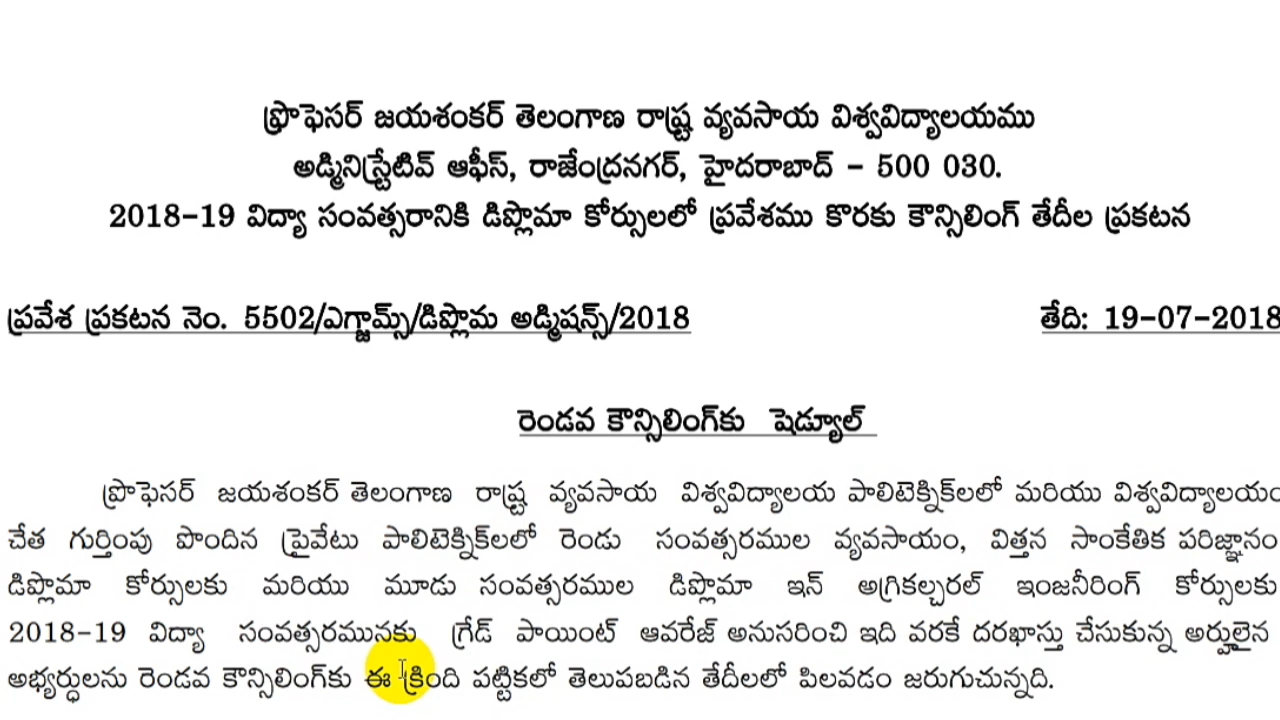 ప్రొఫెసర్ జయశంకర్ తెలంగాణ రాష్ట్ర వ్యవసాయ విశ్వవిద్యాలయము
అడ్మినిస్ట్రేటివ్ ఆఫీస్, రాజేంద్రనగర్, హైదరాబాద్ – 500 030.
2018-19 విద్యా సంవత్సరానికి డిప్లొమా కోర్సులలో ప్రవేశము కొరకు కౌన్సిలింగ్ తేదీల ప్రకటన
ప్రవేశ ప్రకటన నెం. 5502/ఎగ్జామ్స్/డిప్లొమ అడ్మిషన్స్/2018 తేది: 19-07-2018
రెండవ కౌన్సిలింగ్‌కు షెడ్యూల్
ప్రొఫెసర్ జయశంకర్ తెలంగాణ రాష్ట్ర వ్యవసాయ విశ్వవిద్యాలయ పాలిటెక్నిక్‌లలో మరియు విశ్వవిద్యాలయం
చేత గుర్తింపు పొందిన ప్రైవేటు పాలిటెక్నిక్‌లలో రెండు సంవత్సరముల వ్యవసాయం, విత్తన సాంకేతిక పరిజ్ఞానం
డిప్లొమా కోర్సులకు మరియు మూడు సంవత్సరముల డిప్లొమా ఇన్ అగ్రికల్చరల్ ఇంజనీరింగ్ కోర్సులకు
2018-19 విద్యా సంవత్సరమునకు గ్రేడ్ పాయింట్ ఆవరేజ్ అనుసరించి ఇది వరకే దరఖాస్తు చేసుకున్న అర్హులైన
అభ్యర్ధులను రెండవ కౌన్సిలింగ్‌కు ఈ క్రింది పట్టికలో తెలుపబడిన తేదీలలో పిలవడం జరుగుచున్నది.